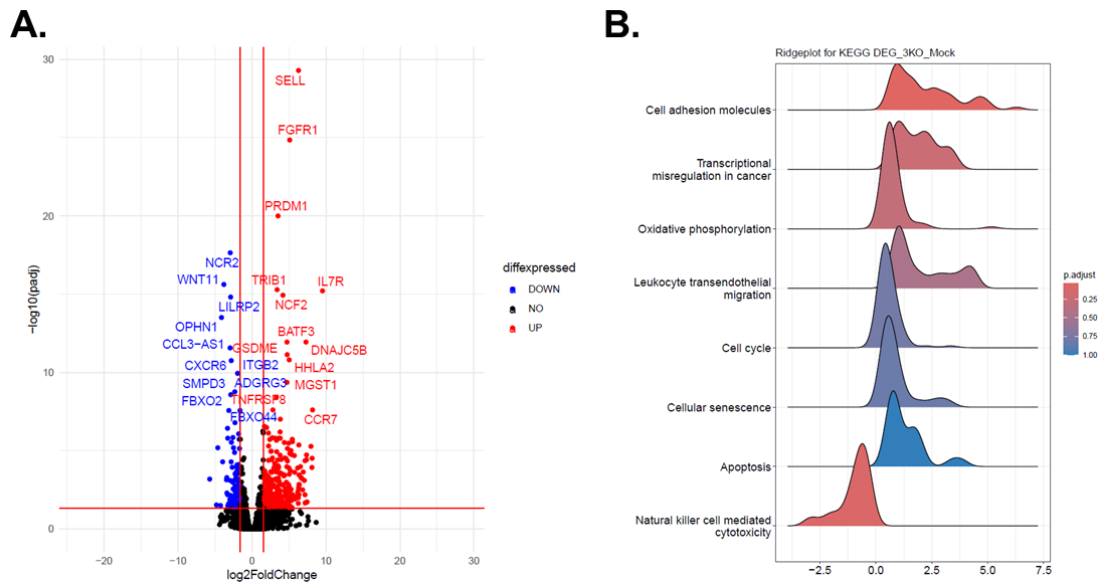 A.
B.
30
20
10
0
-log10(padj)
SELL
FGFR1
PRDM1
NCR2
WNT11
TRIB1
IL7R
NCF2
LILRP2
OPHN1
BATF3
CCL3-AS1
GSDME
DNAJC5B
CXCR6
ITGB2
HHLA2
SMPD3
ADGRG3
MGST1
FBXO2
TNFRSF8
FBXO44
CCR7
-20
-10
0
10
20
30
log2FoldChange
diffexpressed
DOWN
NO
UP
Ridgeplot for KEGG DEG_3KO_Mock
Cell adhesion molecules
Transcriptional
misregulation in cancer
Oxidative phosphorylation
Leukocyte transendothelial
migration
Cell cycle
Cellular senescence
Apoptosis
Natural killer cell mediated
cytotoxicity
-2.5
0.0
2.5
5.0
7.5
p.adjust
0.25
0.50
0.75
1.00